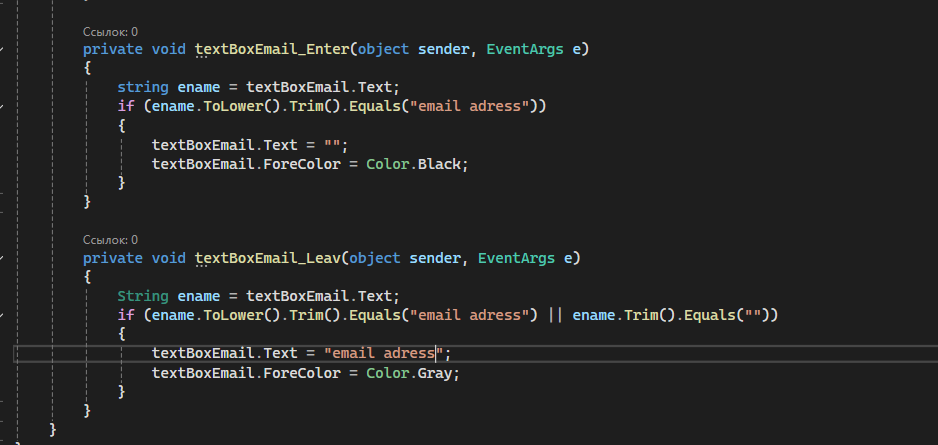 Ссылок: 0
private void textBoxEmail_Enter(object sender, EventArgs e)
{
string ename = textBoxEmail.Text;
if (ename.ToLower().Trim().Equals("email adress"))
{
textBoxEmail.Text = "";
textBoxEmail.ForeColor = Color.Black;
}
}
Ссылок: 0
private void textBoxEmail_Leav(object sender, EventArgs e)
{
String ename = textBoxEmail.Text;
if (ename.ToLower().Trim().Equals("email adress") || ename.Trim().Equals(""))
{
textBoxEmail.Text = "email adress";
textBoxEmail.ForeColor = Color.Gray;
}
}
}